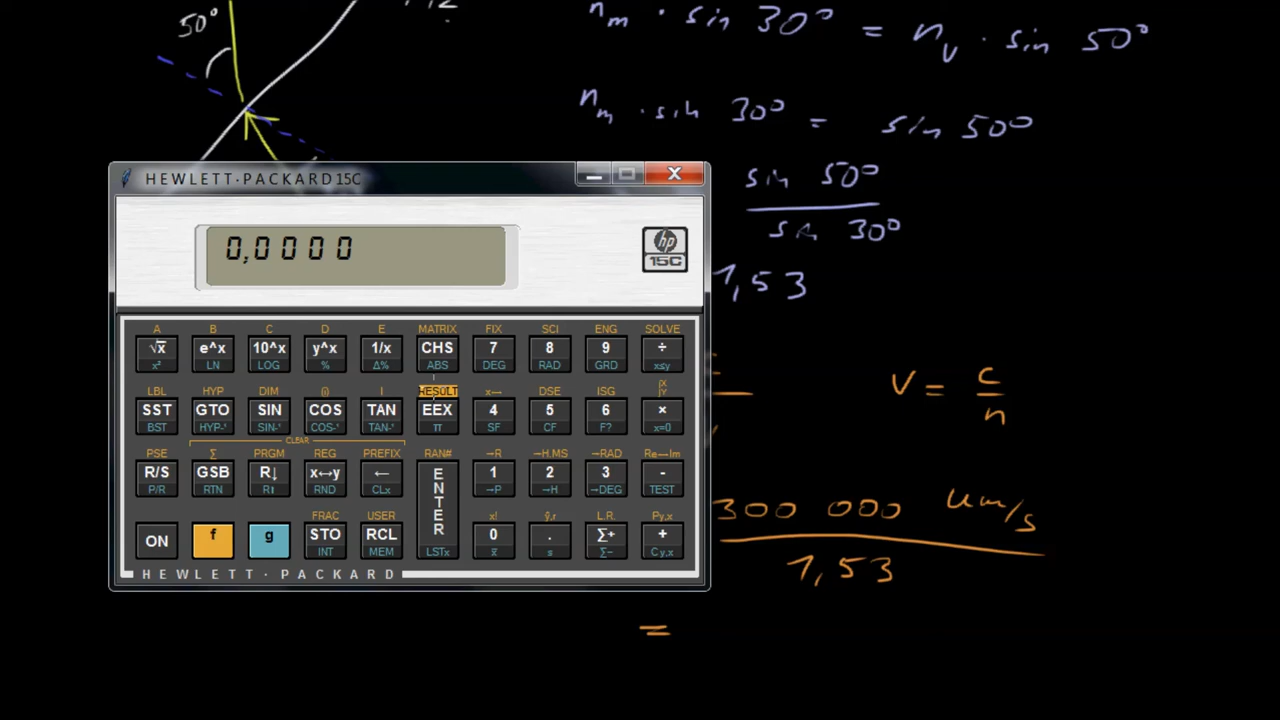 50°
n_m · sin 30° = n_v · sin 50°
n_m · sin 30° = sin 50°
sin 50°
sin 30°
1,53
v = c
n
300 000 km/s
1,53
=
HEWLETT·PACKARD 15C
0,0000
hp
15C
A B C D E MATRIX FIX SCI ENG SOLVE
√x e^x 10^x y^x 1/x CHS 7 8 9 ÷
x² LN LOG % Δ% ABS DEG RAD GRD x≤y
LBL HYP DIM (i) I RESULT x↔ DSE ISG ∫x y
SST GTO SIN COS TAN EEX 4 5 6 ×
BST HYP-¹ SIN-¹ COS-¹ TAN-¹ π SF CF F? x=0
CLEAR
PSE Σ PRGM REG PREFIX RAN# →R →H.MS →RAD Re↔Im
R/S GSB R↓ x↔y ← ENTER 1 2 3 -
P/R RTN R↑ RND CLx →P →H →DEG TEST
FRAC USER x! ŷ,r L.R. Py,x
ON f g STO RCL 0 . Σ+ +
INT MEM LSTx x̄ s Σ− Cy,x
HEWLETT·PACKARD